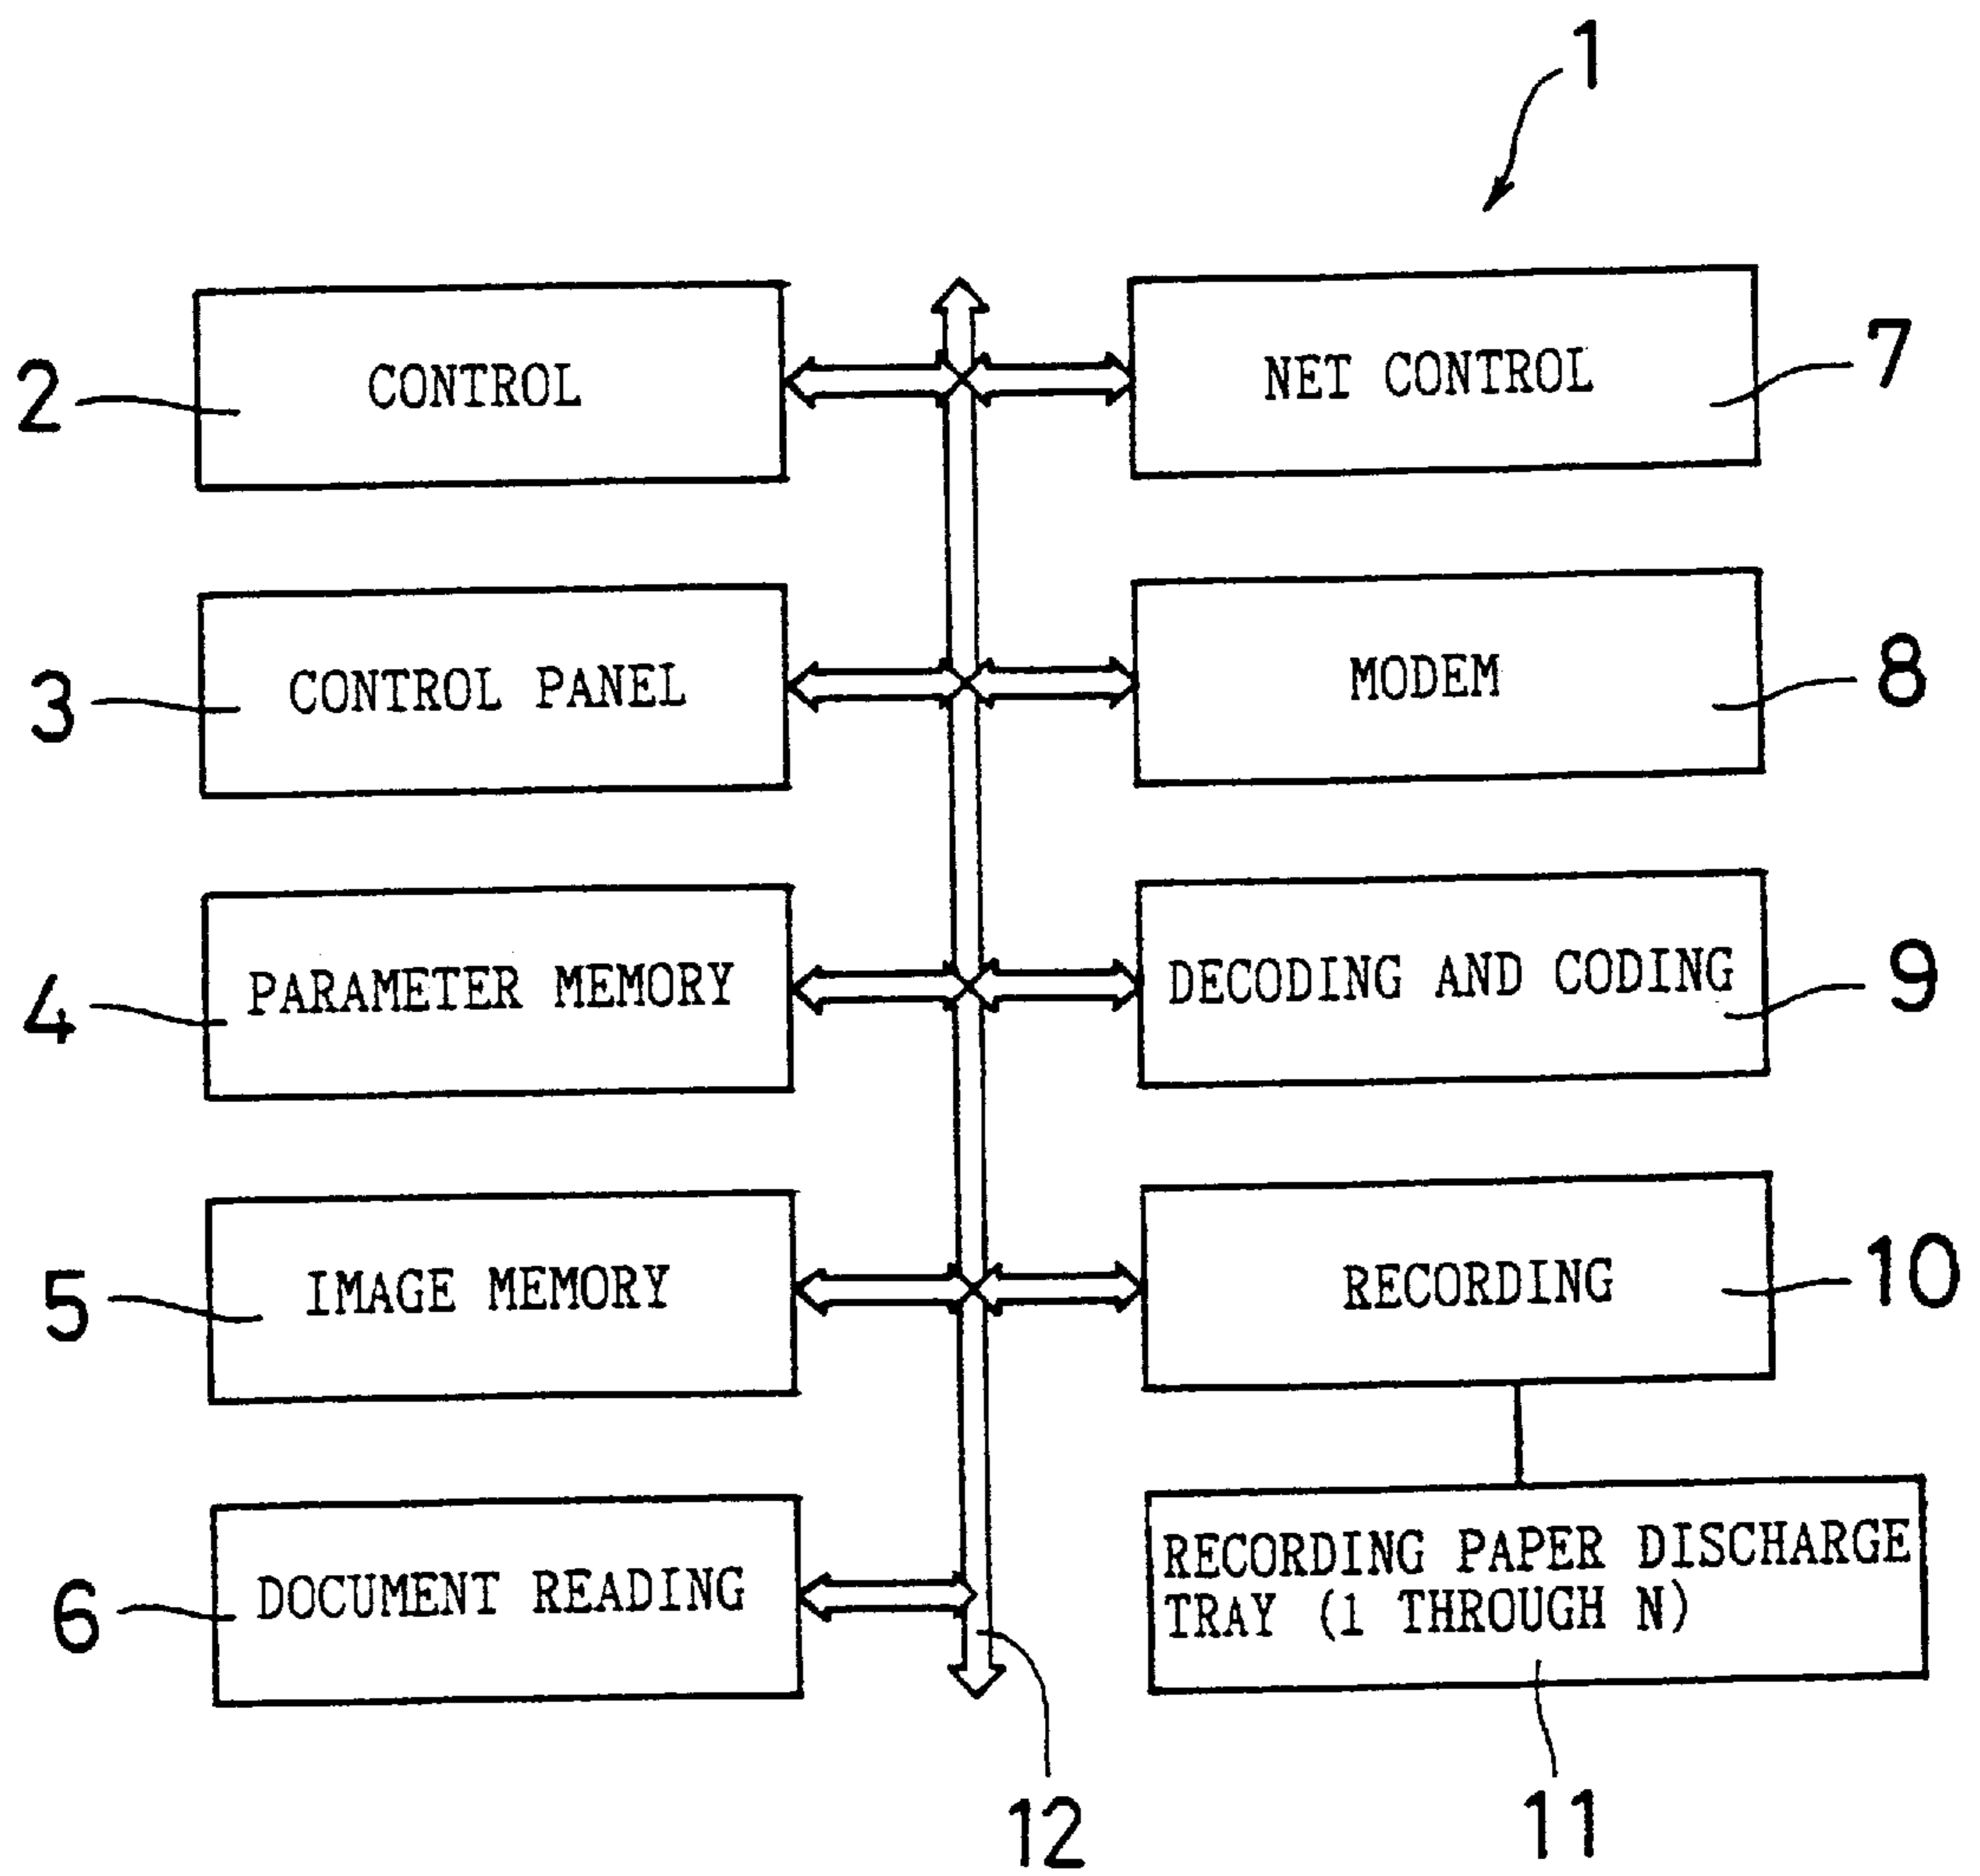 1
2
CONTROL
NET CONTROL
7
3
CONTROL PANEL
MODEM
8
4
PARAMETER MEMORY
DECODING AND CODING
9
5
IMAGE MEMORY
RECORDING
10
6
DOCUMENT READING
RECORDING PAPER DISCHARGE
TRAY (1 THROUGH N)
12
11